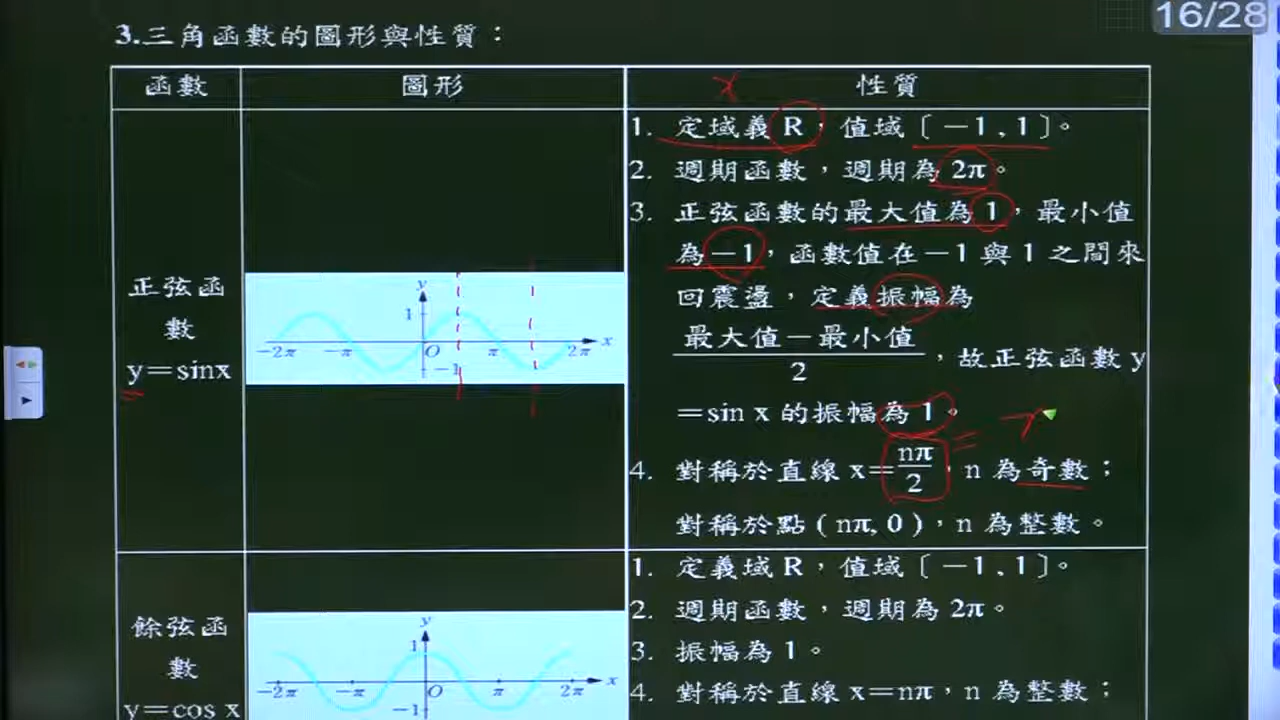 16/28
3.三角函數的圖形與性質：
函數
圖形
性質
正弦函
數
y=sinx
y
1
-2π
-π
O
π
2π
x
-1
1. 定域義 R，值域〔-1,1〕。
2. 週期函數，週期為 2π。
3. 正弦函數的最大值為 1，最小值
為 -1，函數值在 -1 與 1 之間來
回震盪，定義振幅為
最大值-最小值
2
，故正弦函數 y
=sin x 的振幅為 1。
4. 對稱於直線 x=nπ/2，n 為奇數；
對稱於點 (nπ, 0)，n 為整數。
餘弦函
數
y=cos x
y
1
-2π
-π
O
π
2π
x
-1
1. 定義域 R，值域〔-1,1〕。
2. 週期函數，週期為 2π。
3. 振幅為 1。
4. 對稱於直線 x=nπ，n 為整數；